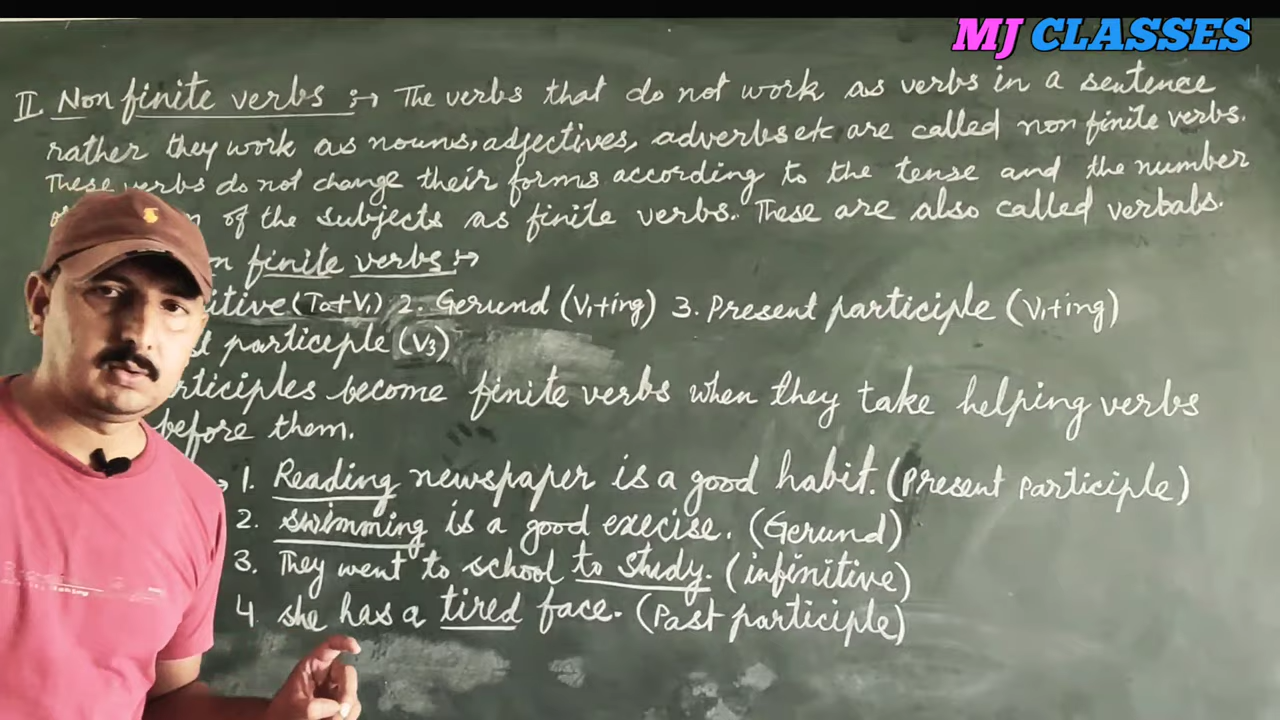 MJ CLASSES
II. Non finite verbs :→ The verbs that do not work as verbs in a sentence
rather they work as nouns, adjectives, adverbs etc are called non finite verbs.
These verbs do not change their forms according to the tense and the number
of the subjects as finite verbs. These are also called verbals.
finite verbs :→
(To+V1) 2. Gerund (V1+ing) 3. Present participle (V1+ing)
particeple (V3)
become finite verbs when they take helping verbs
before them.
→ 1. Reading newspaper is a good habit. (Present Participle)
2. swimming is a good execise. (Gerund)
3. They went to school to study. (infinitive)
4. she has a tired face. (Past participle)